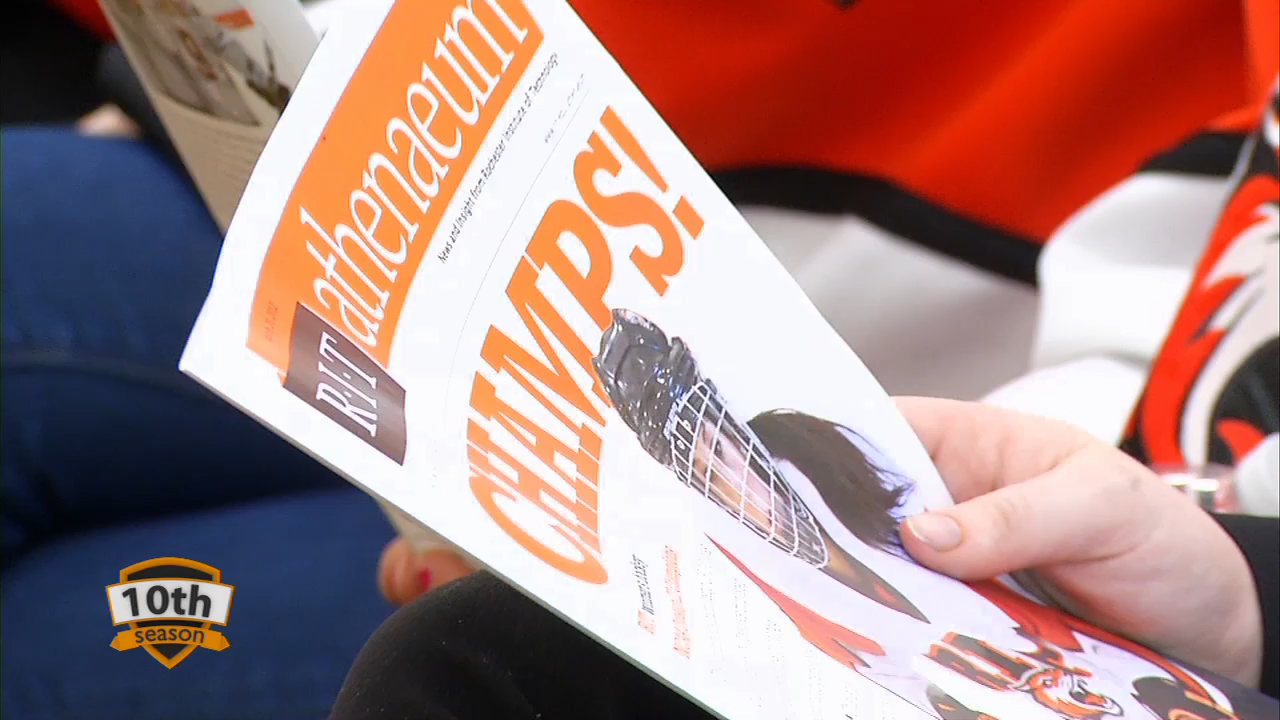 athenaeum
RIT
News and Insight from Rochester Institute of Technology
CHAMPS!
10th
season